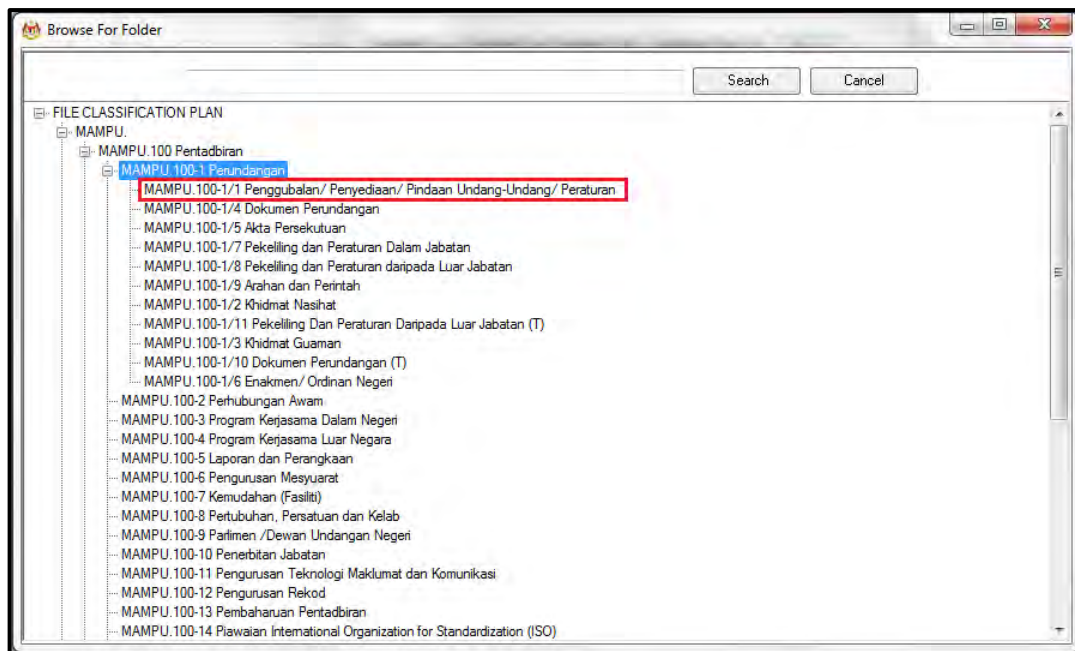 Browse For Folder
Search Cancel
FILE CLASSIFICATION PLAN
MAMPU.
MAMPU.100 Pentadbiran
MAMPU.100-1 Perundangan
MAMPU.100-1/1 Penggubalan/ Penyediaan/ Pindaan Undang-Undang/ Peraturan
MAMPU.100-1/4 Dokumen Perundangan
MAMPU.100-1/5 Akta Persekutuan
MAMPU.100-1/7 Pekeliling dan Peraturan Dalam Jabatan
MAMPU.100-1/8 Pekeliling dan Peraturan daripada Luar Jabatan
MAMPU.100-1/9 Arahan dan Perintah
MAMPU.100-1/2 Khidmat Nasihat
MAMPU.100-1/11 Pekeliling Dan Peraturan Daripada Luar Jabatan (T)
MAMPU.100-1/3 Khidmat Guaman
MAMPU.100-1/10 Dokumen Perundangan (T)
MAMPU.100-1/6 Enakmen/ Ordinan Negeri
MAMPU.100-2 Perhubungan Awam
MAMPU.100-3 Program Kerjasama Dalam Negeri
MAMPU.100-4 Program Kerjasama Luar Negara
MAMPU.100-5 Laporan dan Perangkaan
MAMPU.100-6 Pengurusan Mesyuarat
MAMPU.100-7 Kemudahan (Fasiliti)
MAMPU.100-8 Pertubuhan, Persatuan dan Kelab
MAMPU.100-9 Parlimen /Dewan Undangan Negeri
MAMPU.100-10 Penerbitan Jabatan
MAMPU.100-11 Pengurusan Teknologi Maklumat dan Komunikasi
MAMPU.100-12 Pengurusan Rekod
MAMPU.100-13 Pembaharuan Pentadbiran
MAMPU.100-14 Piawaian International Organization for Standardization (ISO)